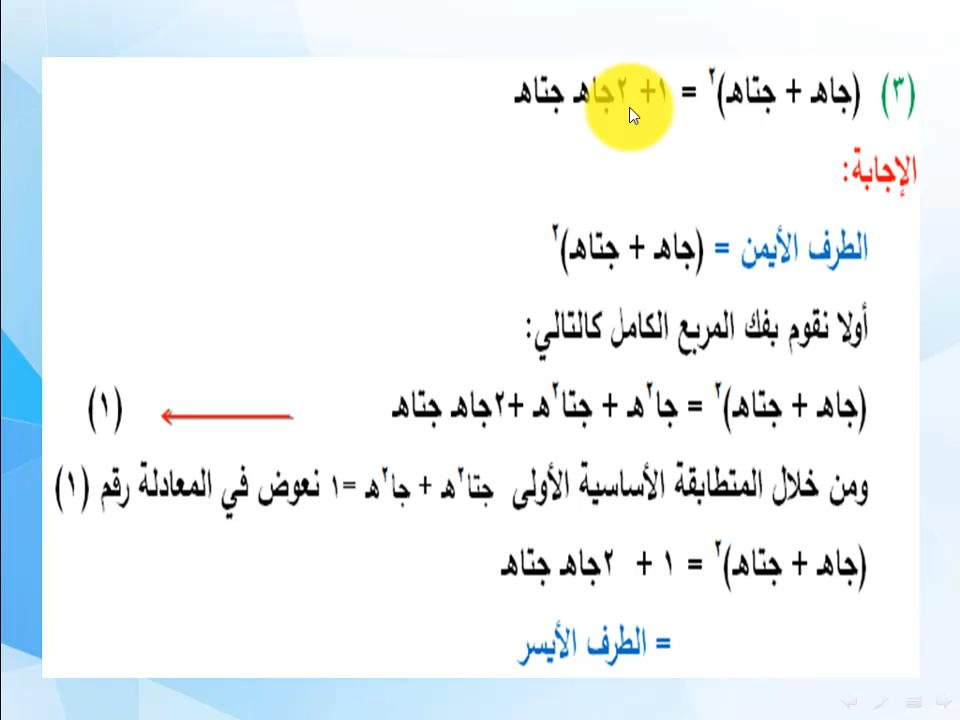 (٣) (جاهـ + جتاهـ)٢ = ١+ ٢جاهـ جتاهـ
الإجابة:
الطرف الأيمن = (جاهـ + جتاهـ)٢
أولا نقوم بفك المربع الكامل كالتالي:
(جاهـ + جتاهـ)٢ = جا٢هـ + جتا٢هـ +٢جاهـ جتاهـ (١)
ومن خلال المتطابقة الأساسية الأولى جتا٢هـ + جا٢هـ =١ نعوض في المعادلة رقم (١)
(جاهـ + جتاهـ)٢ = ١ + ٢جاهـ جتاهـ
= الطرف الأيسر